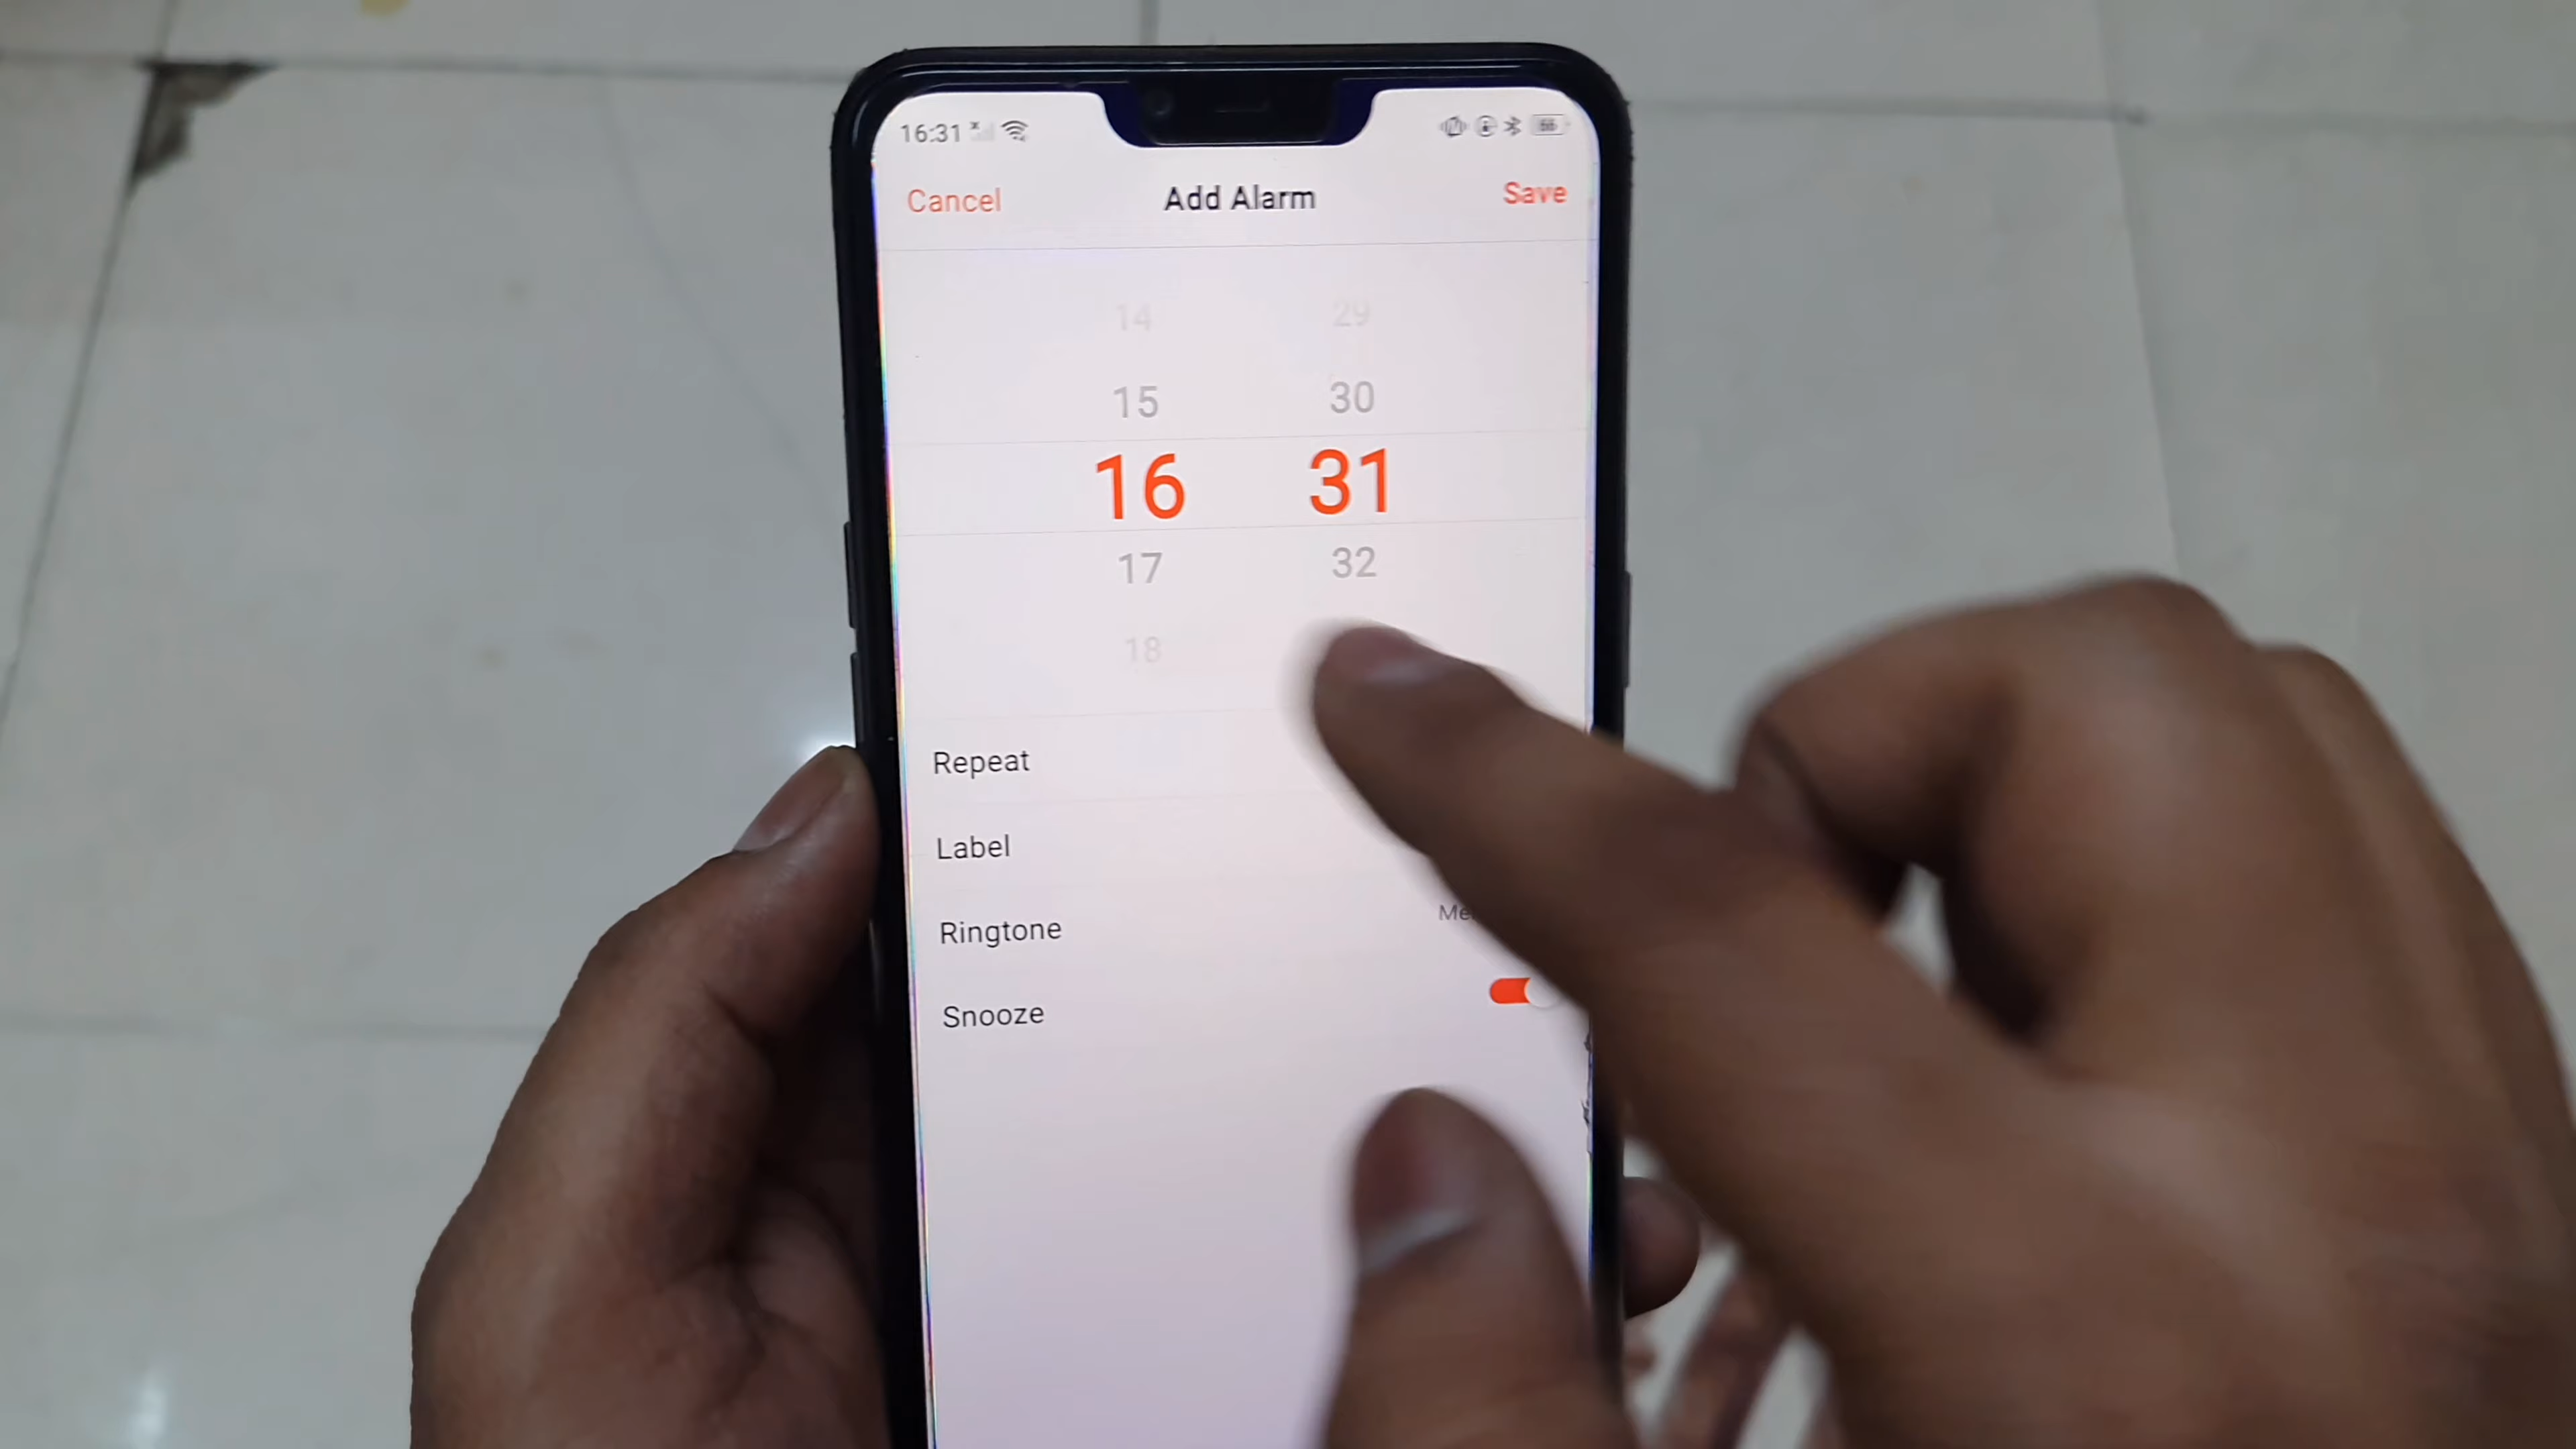 16:31 66
Cancel Add Alarm Save
14 29
15 30
16 31
17 32
18
Repeat
Label
Ringtone
Snooze